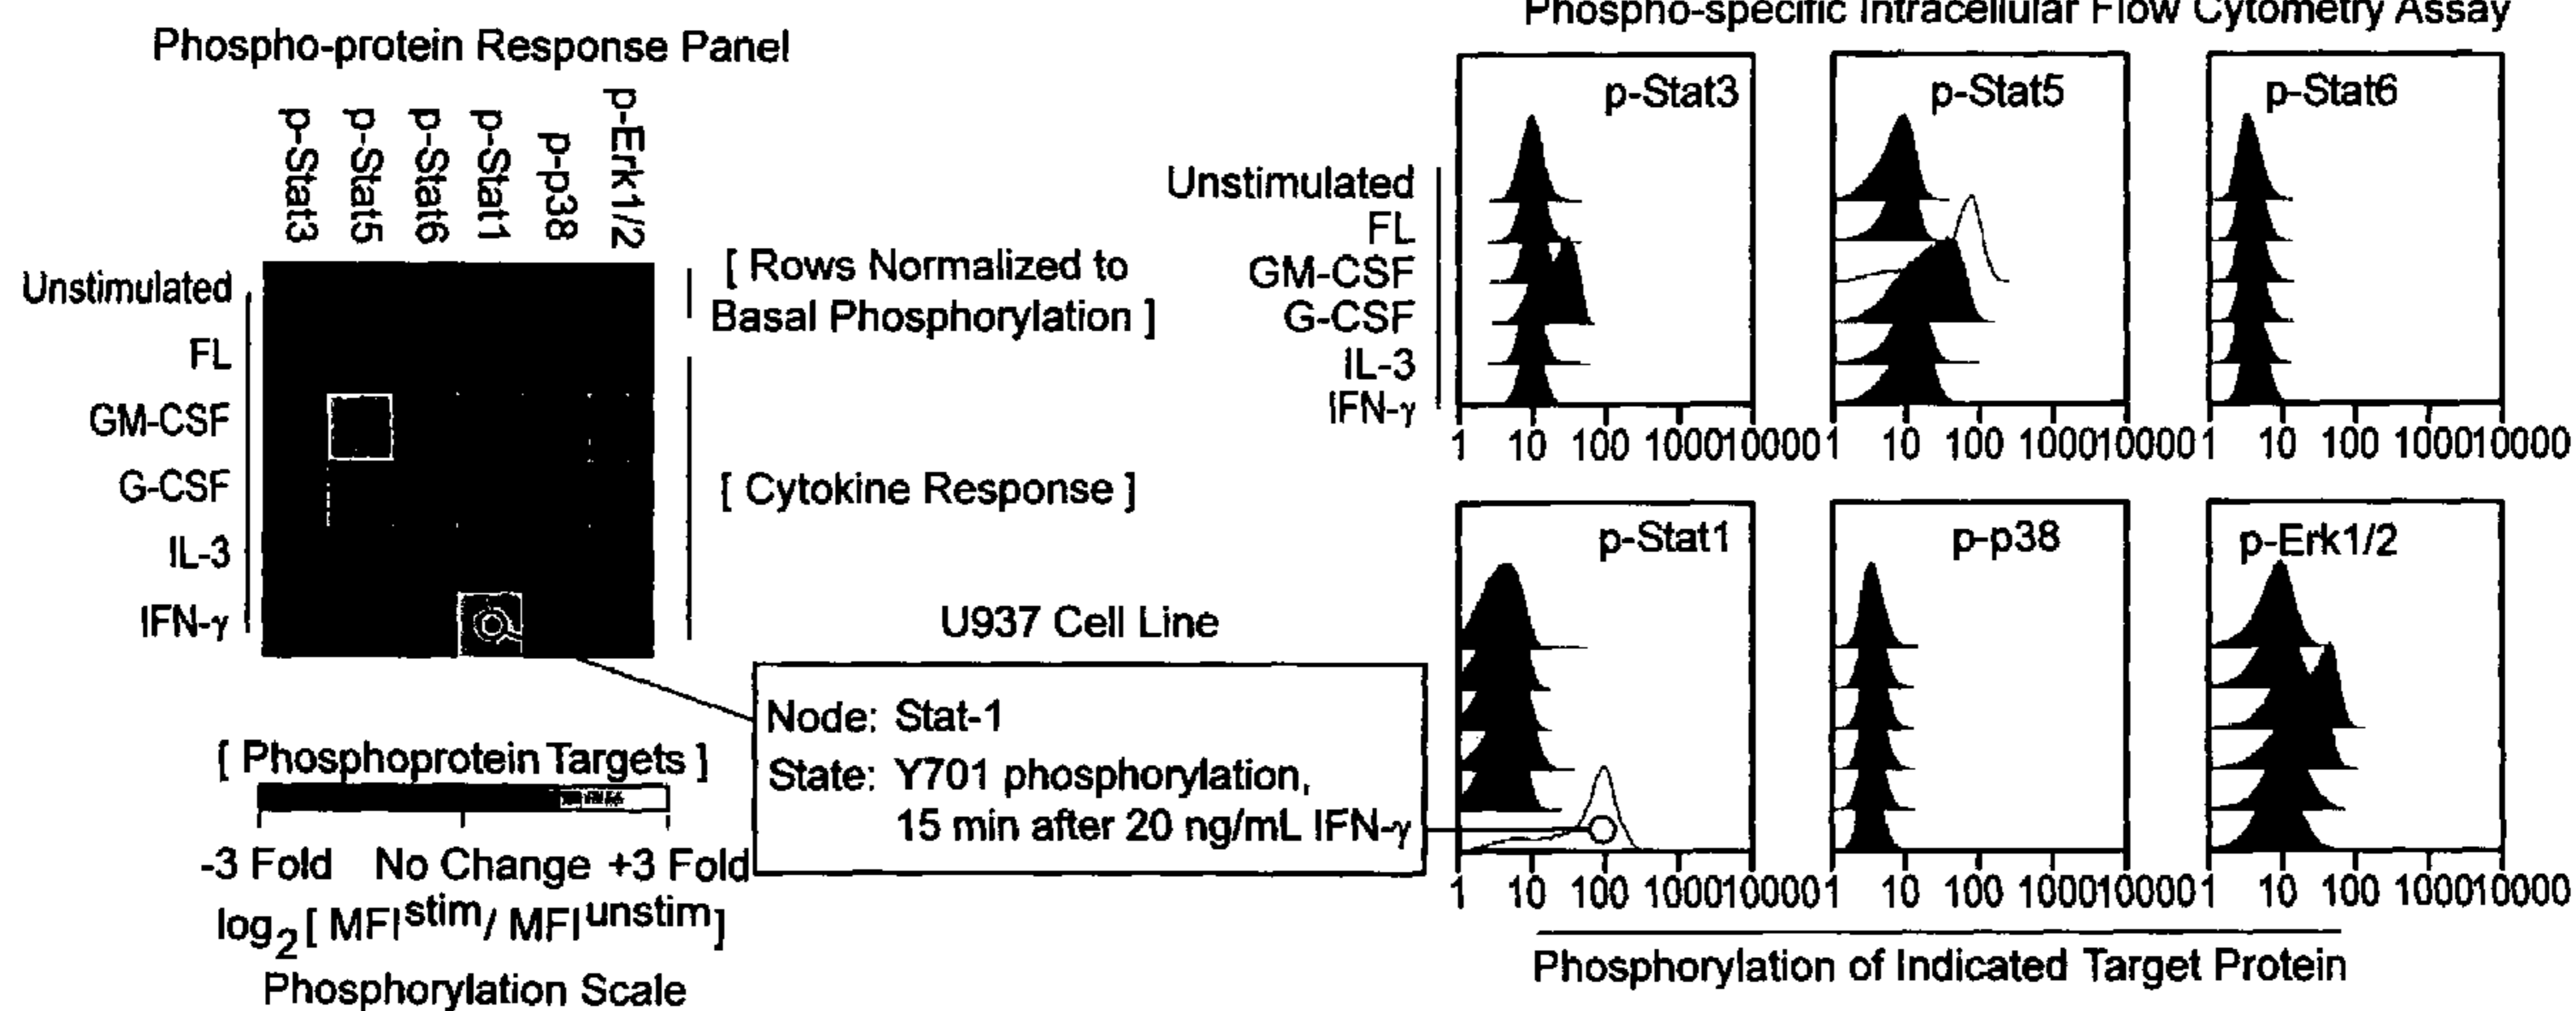 Phospho-protein Response Panel
p-Stat3
p-Stat5
p-Stat6
p-Stat1
p-p38
p-Erk1/2
Unstimulated
FL
GM-CSF
G-CSF
IL-3
IFN-γ
[ Rows Normalized to
Basal Phosphorylation ]
[ Cytokine Response ]
U937 Cell Line
Node: Stat-1
State: Y701 phosphorylation,
15 min after 20 ng/mL IFN-γ
[ Phosphoprotein Targets ]
-3 Fold No Change +3 Fold
log2 [ MFI stim / MFI unstim ]
Phosphorylation Scale
Phospho-specific Intracellular Flow Cytometry Assay
Unstimulated
FL
GM-CSF
G-CSF
IL-3
IFN-γ
p-Stat3
1 10 100 1000 10000
p-Stat5
1 10 100 1000 10000
p-Stat6
1 10 100 1000 10000
p-Stat1
1 10 100 1000 10000
p-p38
1 10 100 1000 10000
p-Erk1/2
1 10 100 1000 10000
Phosphorylation of Indicated Target Protein